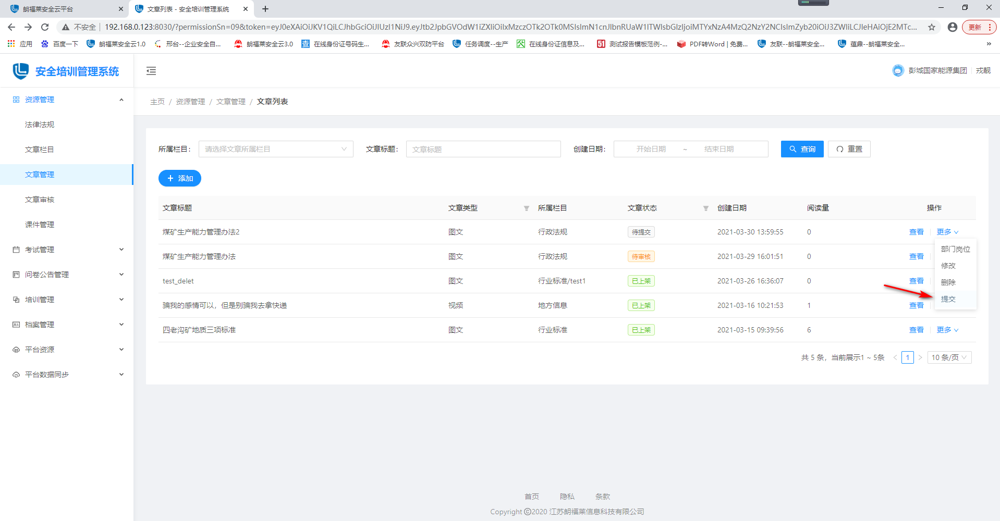 朗福莱安全云平台
文章列表 - 安全培训管理系统
不安全 192.168.0.123:8030/?permissionSn=09&token=eyJ0eXAiOiJKV1QiLCJhbGciOiJIUzI1NiJ9.eyJtb2JpbGVOdW1iZXIiOiIxMzczOTk2OTk0MSIsImN1cnJlbnRUaW1lTWlsbGlzIjoiMTYxNzA4MzQ2NzY2NCIsImZyb20iOiJ3ZWIiLCJleHAiOjE2MTc... 更新
应用 百度一下 朗福莱安全云1.0 邢台--企业安全自... 朗福莱安全云3.0 在线身份证号码生... 友联众兴双防平台 任务调度--生产 在线身份证信息及... 测试报告模板范例-... PDF转Word | 免费... 友联--朗福莱安全... 蕴鼎--朗福莱安全... »
安全培训管理系统
彭城国家能源集团 戎靓
资源管理
法律法规
文章栏目
文章管理
文章审核
课件管理
考试管理
问卷公告管理
培训管理
档案管理
平台资源
平台数据同步
主页 / 资源管理 / 文章管理 / 文章列表
所属栏目： 请选择文章所属栏目 文章标题： 文章标题 创建日期： 开始日期 ~ 结束日期 查询 重置
添加
文章标题 文章类型 所属栏目 文章状态 创建日期 阅读量 操作
煤矿生产能力管理办法2 图文 行政法规 待提交 2021-03-30 13:59:55 0 查看 更多
煤矿生产能力管理办法 图文 行政法规 待审核 2021-03-29 16:01:51 0 查看
test_delet 图文 行业标准/test1 已上架 2021-03-26 16:36:07 0 查看
骗我的感情可以，但是别骗我去拿快递 视频 地方信息 已上架 2021-03-16 10:21:53 1 查看
四老沟矿地质三项标准 图文 行业标准 已上架 2021-03-15 09:39:56 6 查看 更多
部门岗位
修改
删除
提交
共 5 条，当前展示1 ~ 5条 < 1 > 10 条/页
首页 隐私 条款
Copyright ©2020 江苏朗福莱信息科技有限公司